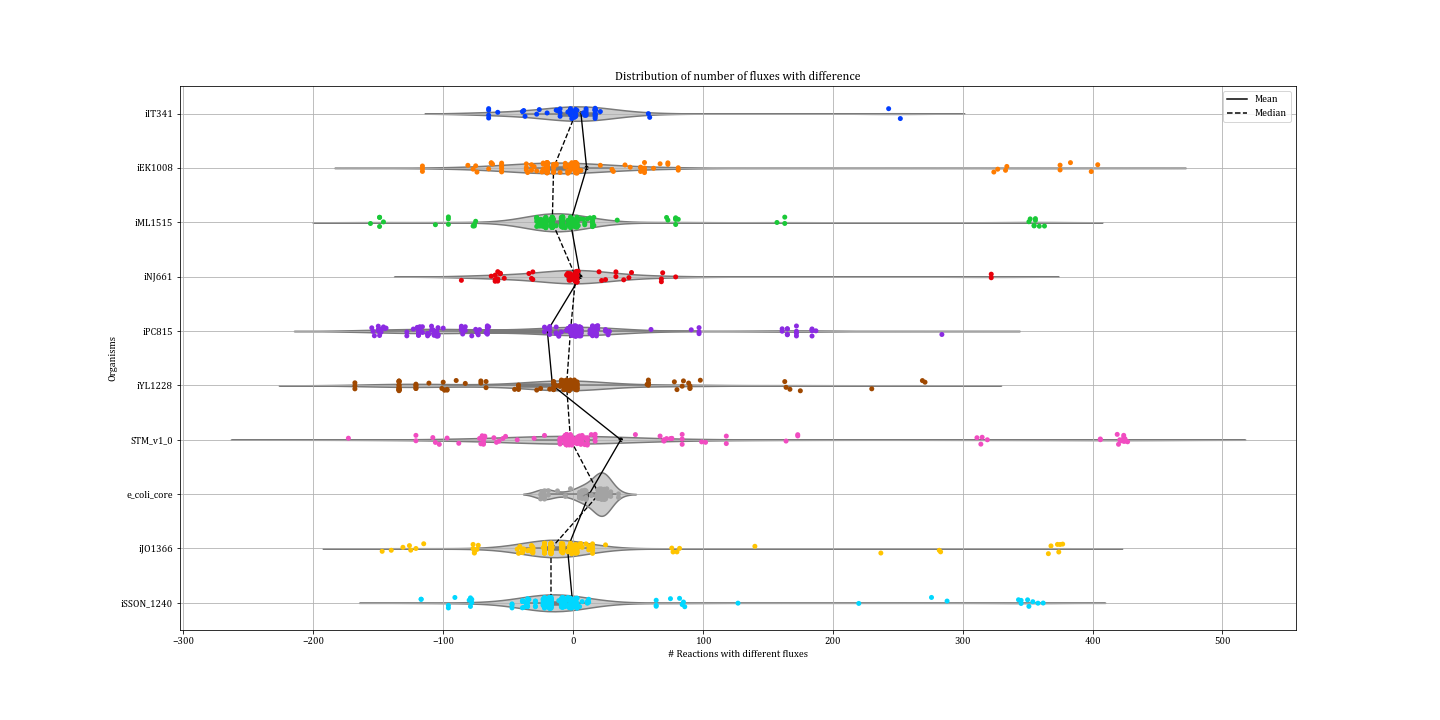 Distribution of number of fluxes with difference
Mean
Median
iIT341
iEK1008
iML1515
iNJ661
iPC815
iYL1228
STM_v1_0
e_coli_core
iJO1366
iSSON_1240
Organisms
−300 −200 −100 0 100 200 300 400 500
# Reactions with different fluxes